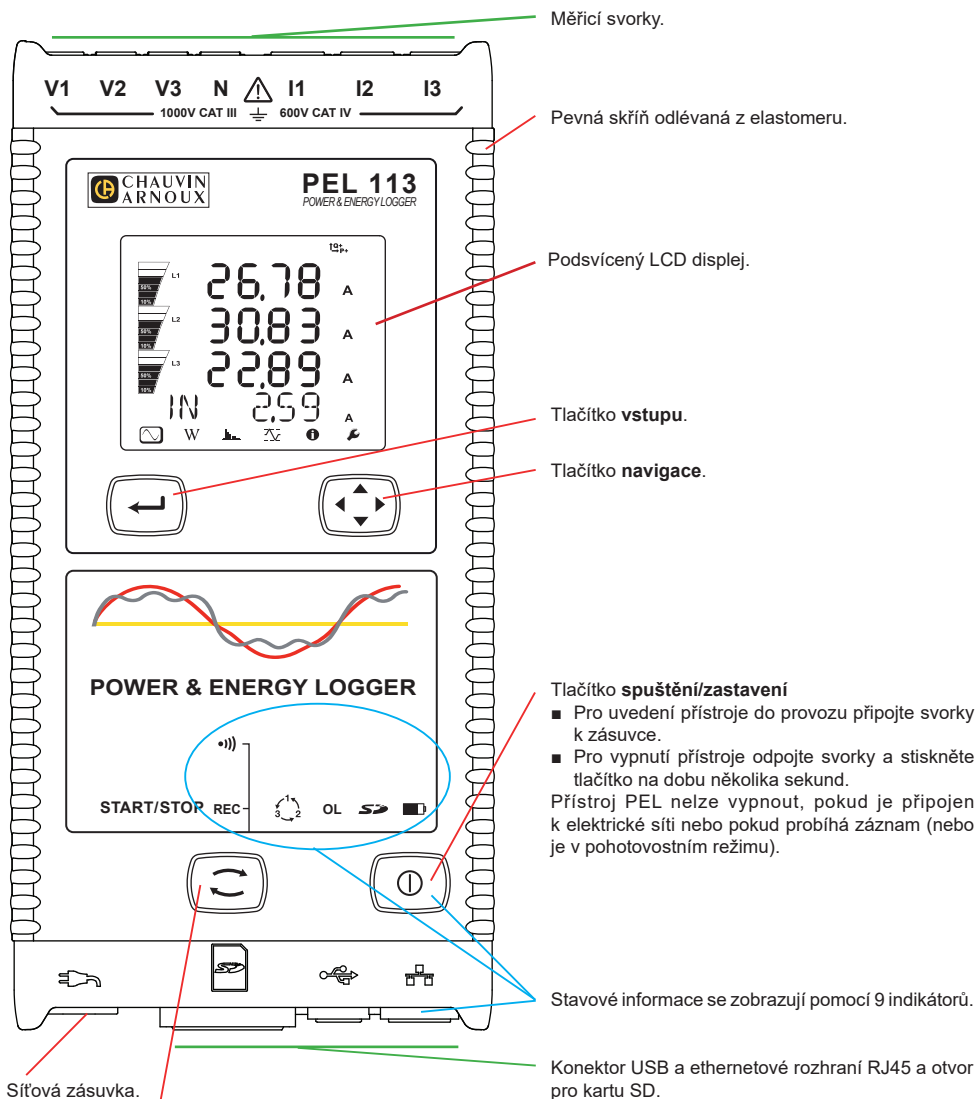 Měřicí svorky.
V1 V2 V3 N I1 I2 I3
1000V CAT III 600V CAT IV
Pevná skříň odlévaná z elastomeru.
CHAUVIN
ARNOUX
PEL 113
POWER & ENERGY LOGGER
Podsvícený LCD displej.
L1 50% 10% 26.78 A
L2 50% 10% 30.83 A
L3 50% 10% 22.89 A
IN 2.59 A
W
Tlačítko vstupu.
Tlačítko navigace.
POWER & ENERGY LOGGER
START/STOP REC 1 2 3 OL SD
Tlačítko spuštění/zastavení
■ Pro uvedení přístroje do provozu připojte svorky
k zásuvce.
■ Pro vypnutí přístroje odpojte svorky a stiskněte
tlačítko na dobu několika sekund.
Přístroj PEL nelze vypnout, pokud je připojen
k elektrické síti nebo pokud probíhá záznam (nebo
je v pohotovostním režimu).
SD
Stavové informace se zobrazují pomocí 9 indikátorů.
Konektor USB a ethernetové rozhraní RJ45 a otvor
pro kartu SD.
Síťová zásuvka.